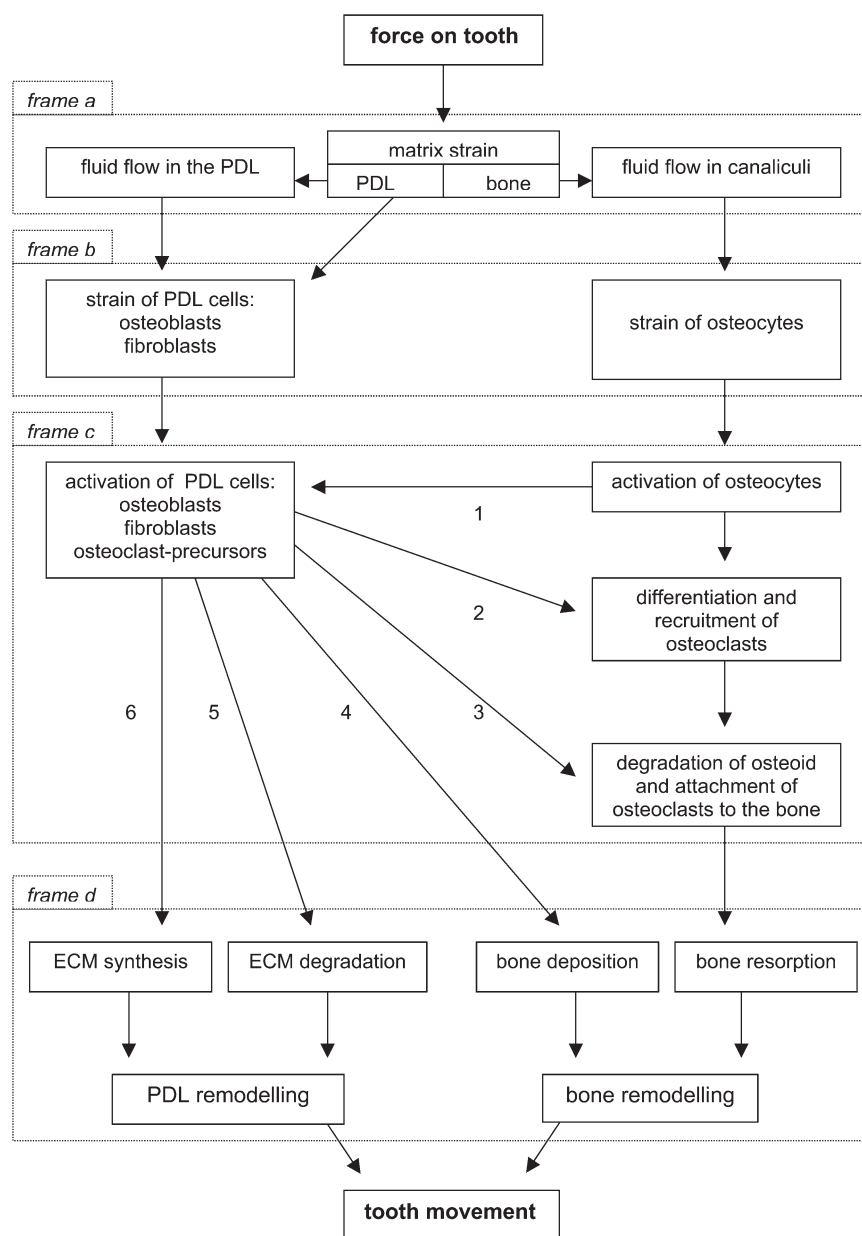 force on tooth
frame a
matrix strain
fluid flow in the PDL
PDL
bone
fluid flow in canaliculi
frame b
strain of PDL cells:
osteoblasts
fibroblasts
strain of osteocytes
frame c
activation of PDL cells:
osteoblasts
fibroblasts
osteoclast-precursors
activation of osteocytes
1
differentiation and
recruitment of
osteoclasts
2
6
5
4
3
degradation of osteoid
and attachment of
osteoclasts to the bone
frame d
ECM synthesis
ECM degradation
bone deposition
bone resorption
PDL remodelling
bone remodelling
tooth movement